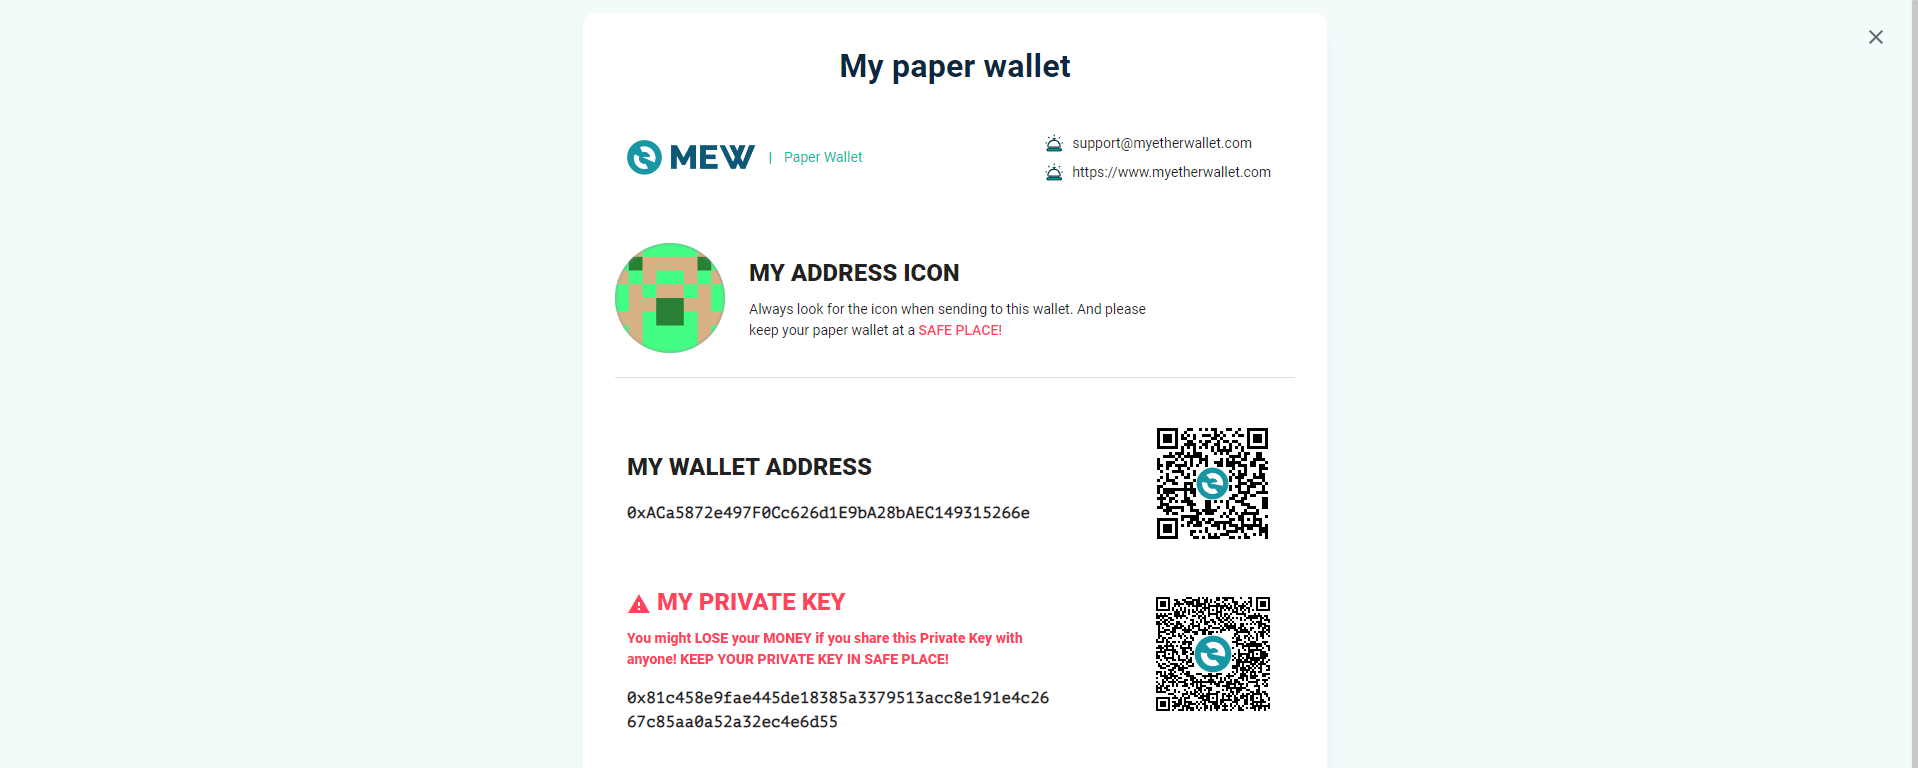 My paper wallet
MEW | Paper Wallet
support@myetherwallet.com
https://www.myetherwallet.com
MY ADDRESS ICON
Always look for the icon when sending to this wallet. And please
keep your paper wallet at a SAFE PLACE!
MY WALLET ADDRESS
0xACa5872e497F0Cc626d1E9bA28bAEC149315266e
MY PRIVATE KEY
You might LOSE your MONEY if you share this Private Key with
anyone! KEEP YOUR PRIVATE KEY IN SAFE PLACE!
0x81c458e9fae445de18385a3379513acc8e191e4c26
67c85aa0a52a32ec4e6d55